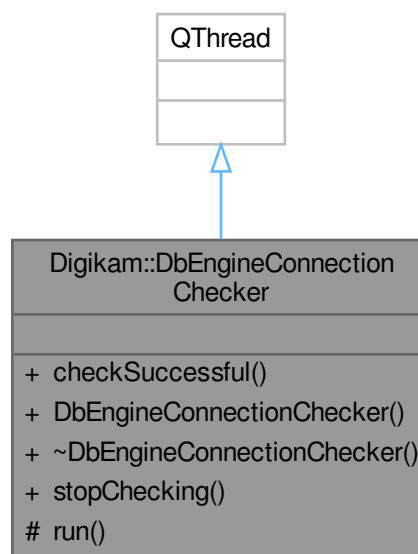 QThread
Digikam::DbEngineConnection
Checker
+ checkSuccessful()
+ DbEngineConnectionChecker()
+ ~DbEngineConnectionChecker()
+ stopChecking()
# run()